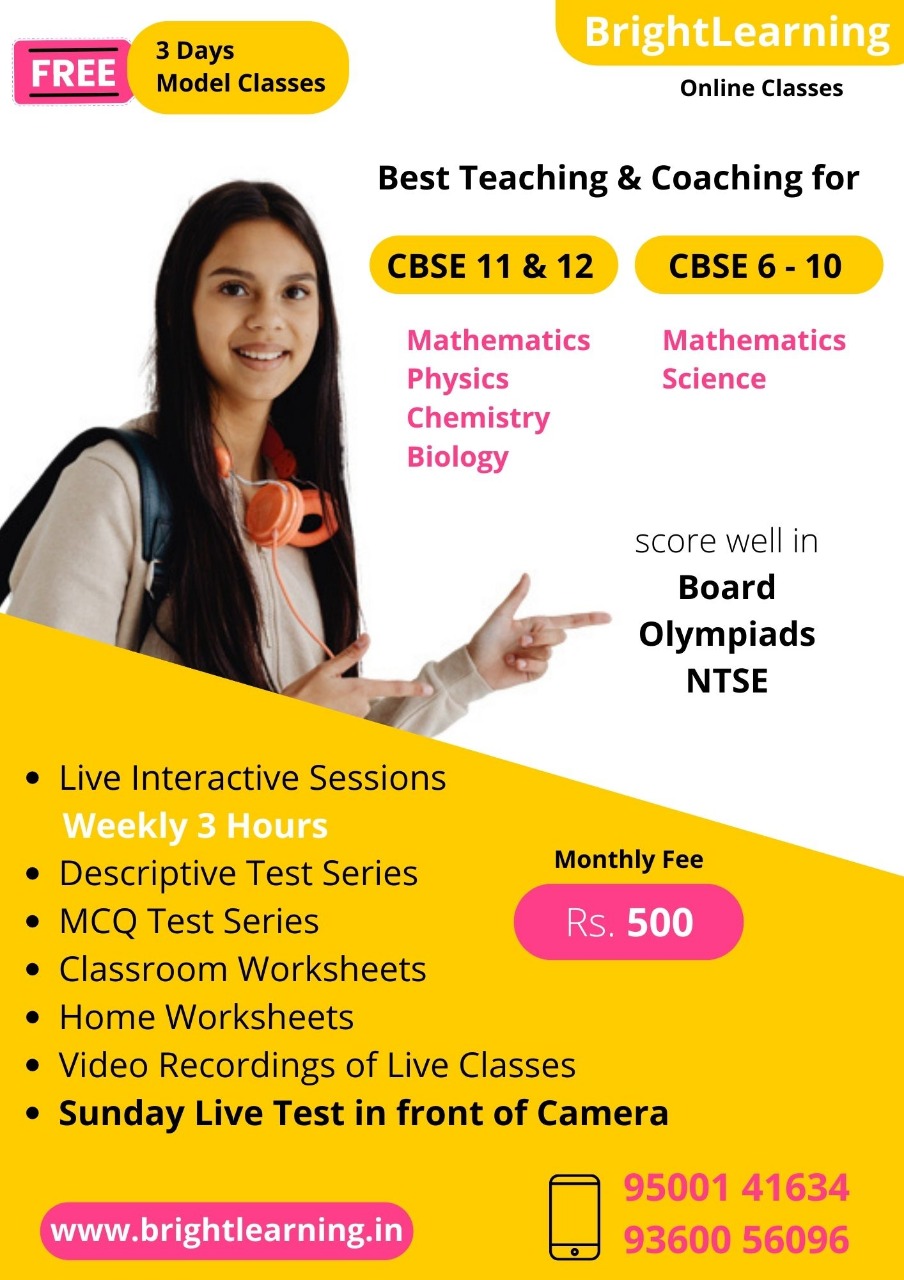 FREE
3 Days
Model Classes
BrightLearning
Online Classes
Best Teaching & Coaching for
CBSE 11 & 12
Mathematics
Physics
Chemistry
Biology
CBSE 6 - 10
Mathematics
Science
score well in
Board
Olympiads
NTSE
• Live Interactive Sessions
Weekly 3 Hours
• Descriptive Test Series
• MCQ Test Series
• Classroom Worksheets
• Home Worksheets
• Video Recordings of Live Classes
• Sunday Live Test in front of Camera
Monthly Fee
Rs. 500
www.brightlearning.in
95001 41634
93600 56096